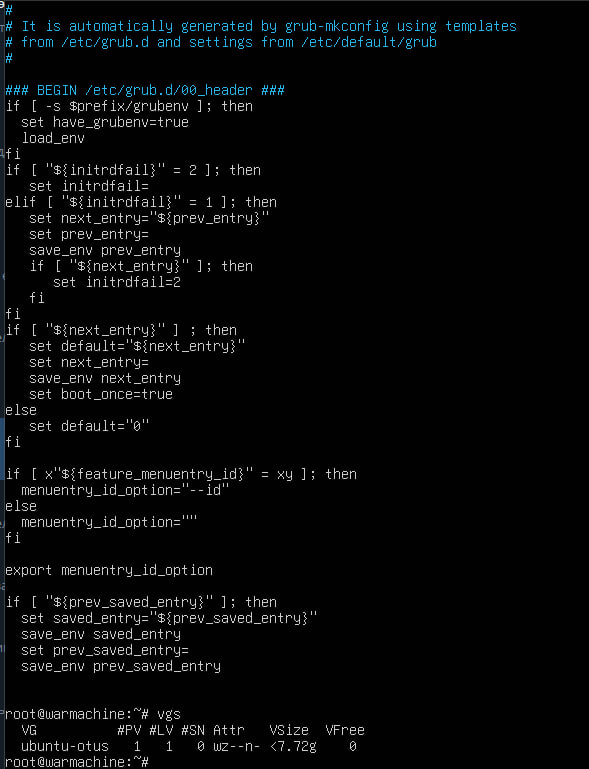 #
# It is automatically generated by grub-mkconfig using templates
# from /etc/grub.d and settings from /etc/default/grub
#
### BEGIN /etc/grub.d/00_header ###
if [ -s $prefix/grubenv ]; then
  set have_grubenv=true
  load_env
fi
if [ "${initrdfail}" = 2 ]; then
   set initrdfail=
elif [ "${initrdfail}" = 1 ]; then
   set next_entry="${prev_entry}"
   set prev_entry=
   save_env prev_entry
   if [ "${next_entry}" ]; then
      set initrdfail=2
   fi
fi
if [ "${next_entry}" ] ; then
   set default="${next_entry}"
   set next_entry=
   save_env next_entry
   set boot_once=true
else
   set default="0"
fi
if [ x"${feature_menuentry_id}" = xy ]; then
  menuentry_id_option="--id"
else
  menuentry_id_option=""
fi
export menuentry_id_option
if [ "${prev_saved_entry}" ]; then
  set saved_entry="${prev_saved_entry}"
  save_env saved_entry
  set prev_saved_entry=
  save_env prev_saved_entry
root@warmachine:~# vgs
  VG          #PV #LV #SN Attr   VSize  VFree
  ubuntu-otus   1   1   0 wz--n- <7.72g    0
root@warmachine:~#